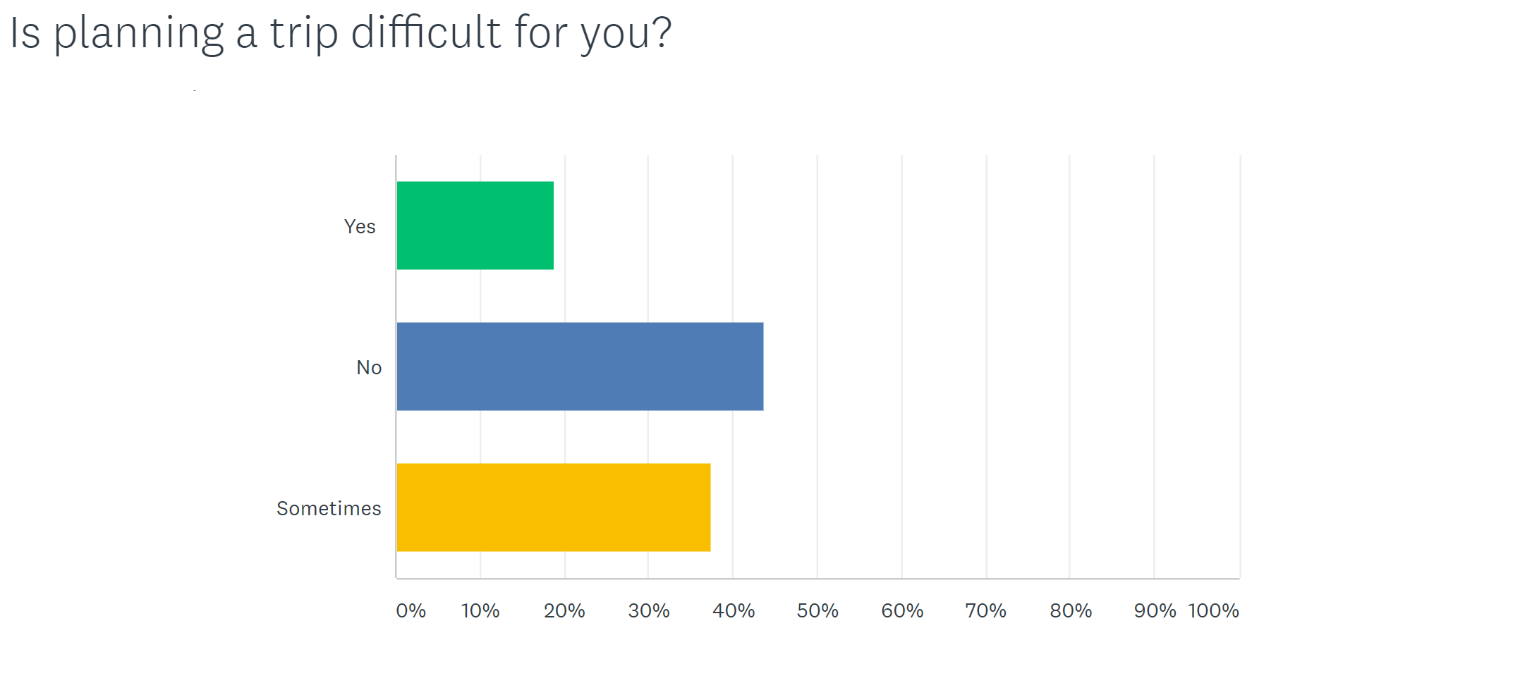 Is planning a trip difficult for you?
Yes
No
Sometimes
0% 10% 20% 30% 40% 50% 60% 70% 80% 90% 100%